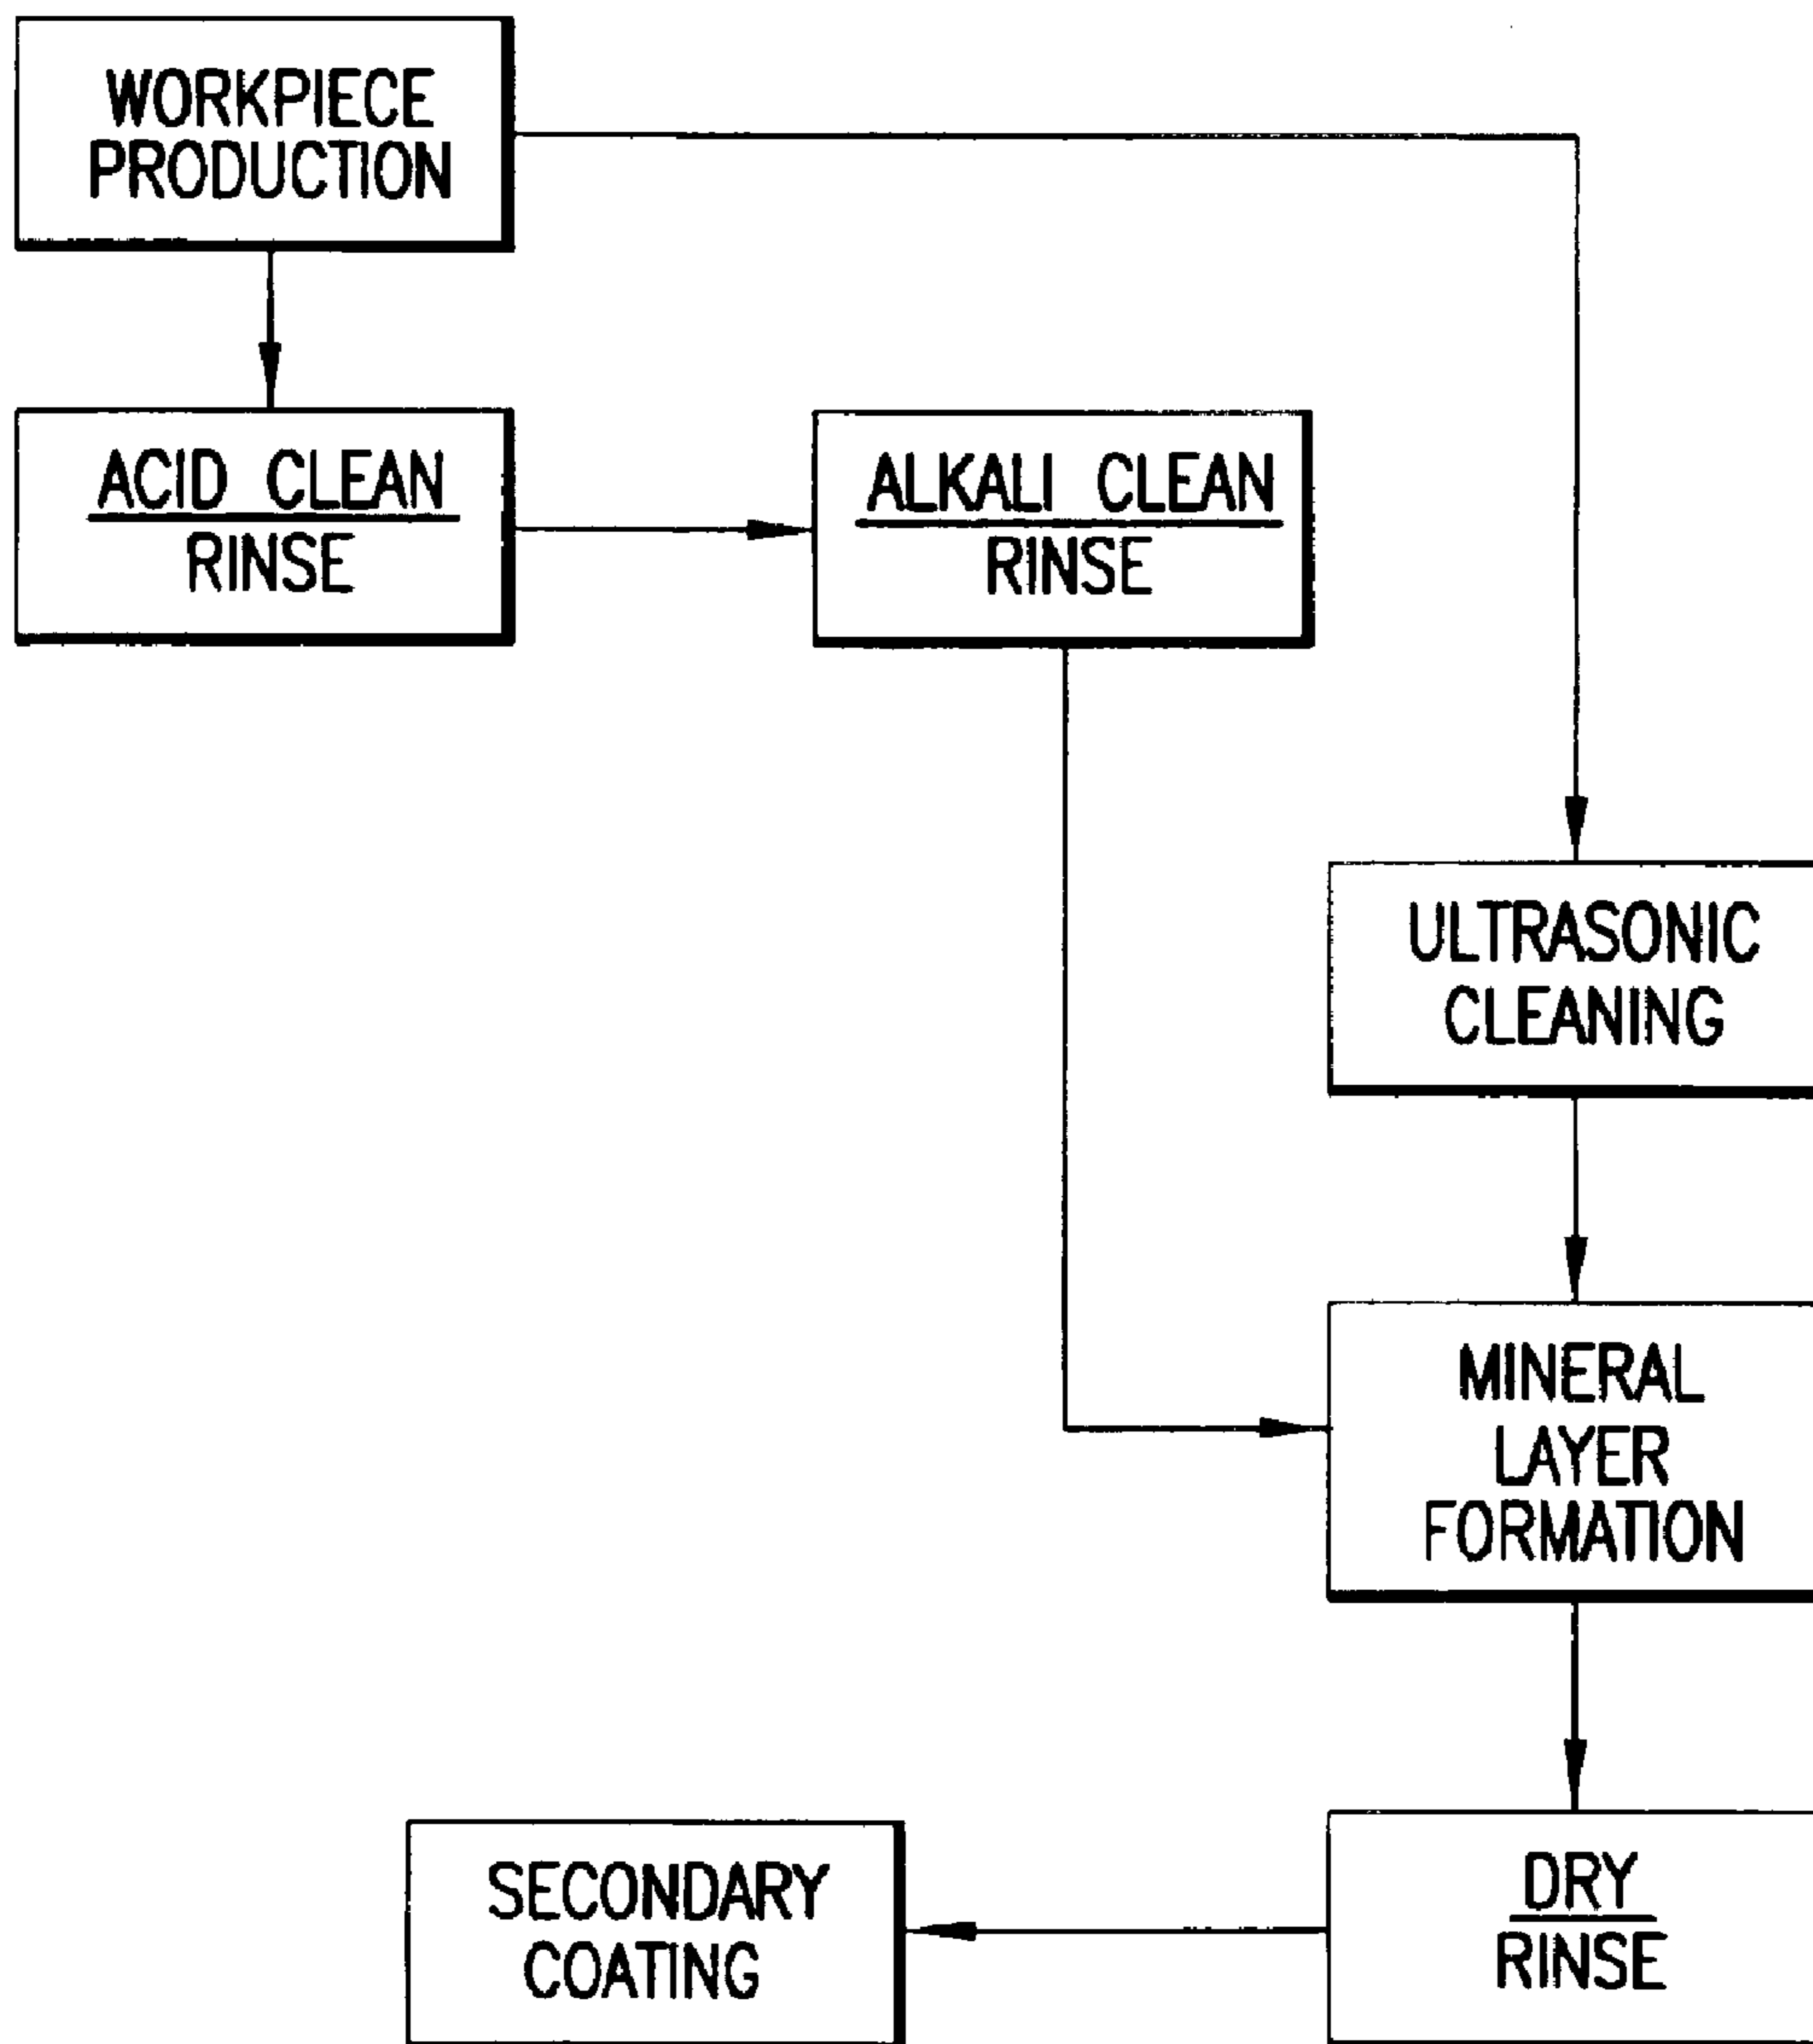 WORKPIECE
PRODUCTION
ACID CLEAN
RINSE
ALKALI CLEAN
RINSE
ULTRASONIC
CLEANING
MINERAL
LAYER
FORMATION
SECONDARY
COATING
DRY
RINSE